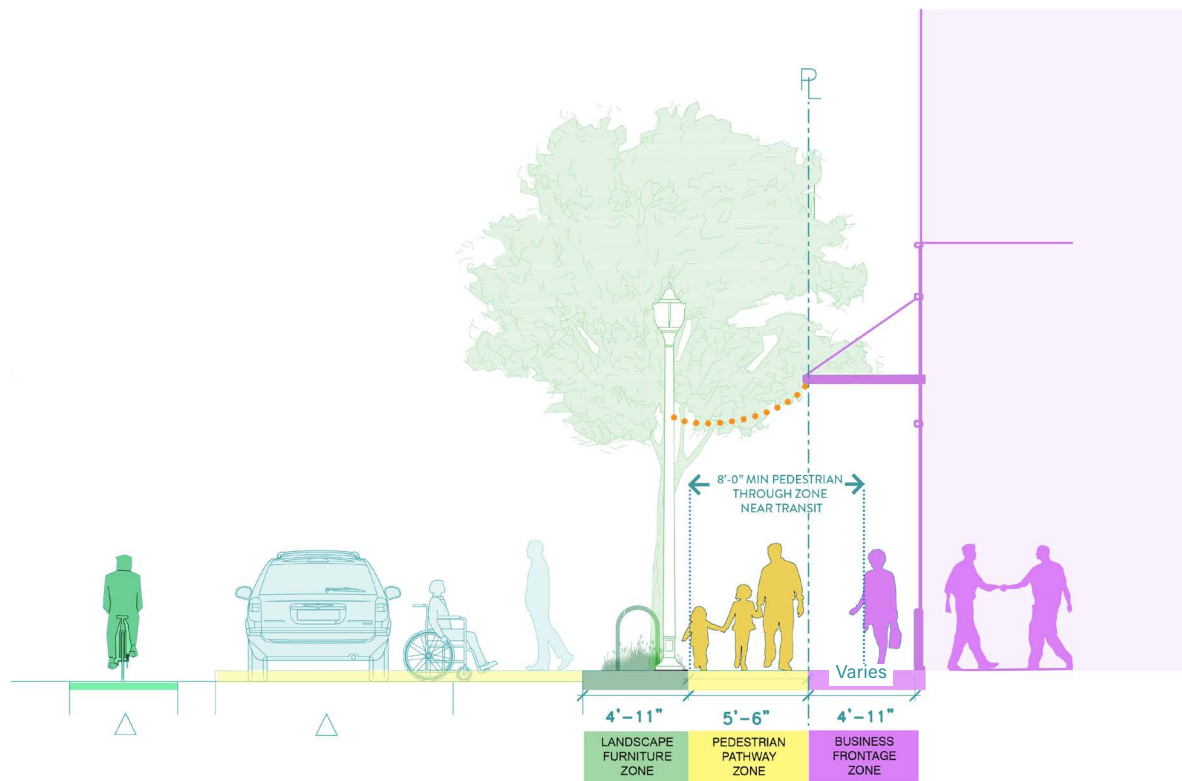 PL
8'-0" MIN PEDESTRIAN
THROUGH ZONE
NEAR TRANSIT
Varies
4'-11"
5'-6"
4'-11"
LANDSCAPE
FURNITURE
ZONE
PEDESTRIAN
PATHWAY
ZONE
BUSINESS
FRONTAGE
ZONE